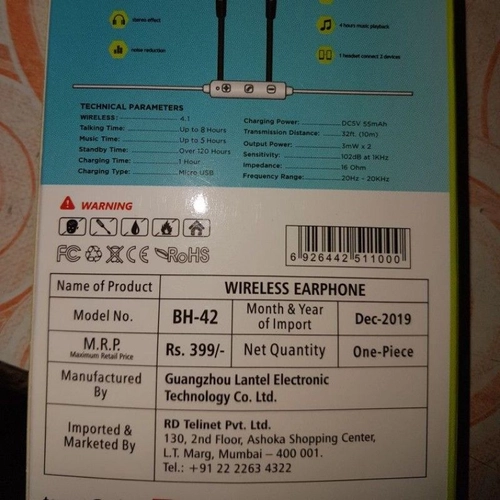 stereo effect
4 hours music playback
noise reduction
1 headset connect 2 devices
TECHNICAL PARAMETERS
WIRELESS: 4.1
Talking Time: Up to 8 Hours
Music Time: Up to 5 Hours
Standby Time: Over 120 Hours
Charging Time: 1 Hour
Charging Type: Micro USB
Charging Power: DC5V 55mAh
Transmission Distance: 32ft. (10m)
Output Power: 3mW x 2
Sensitivity: 102dB at 1KHz
Impedance: 16 Ohm
Frequency Range: 20Hz - 20KHz
WARNING
FC CE RoHS
6 926442 511000
Name of Product WIRELESS EARPHONE
Model No. BH-42 Month & Year of Import Dec-2019
M.R.P. Maximum Retail Price Rs. 399/- Net Quantity One-Piece
Manufactured By Guangzhou Lantel Electronic
Technology Co. Ltd.
Imported & Marketed By RD Telinet Pvt. Ltd.
130, 2nd Floor, Ashoka Shopping Center,
L.T. Marg, Mumbai – 400 001.
Tel.: +91 22 2263 4322